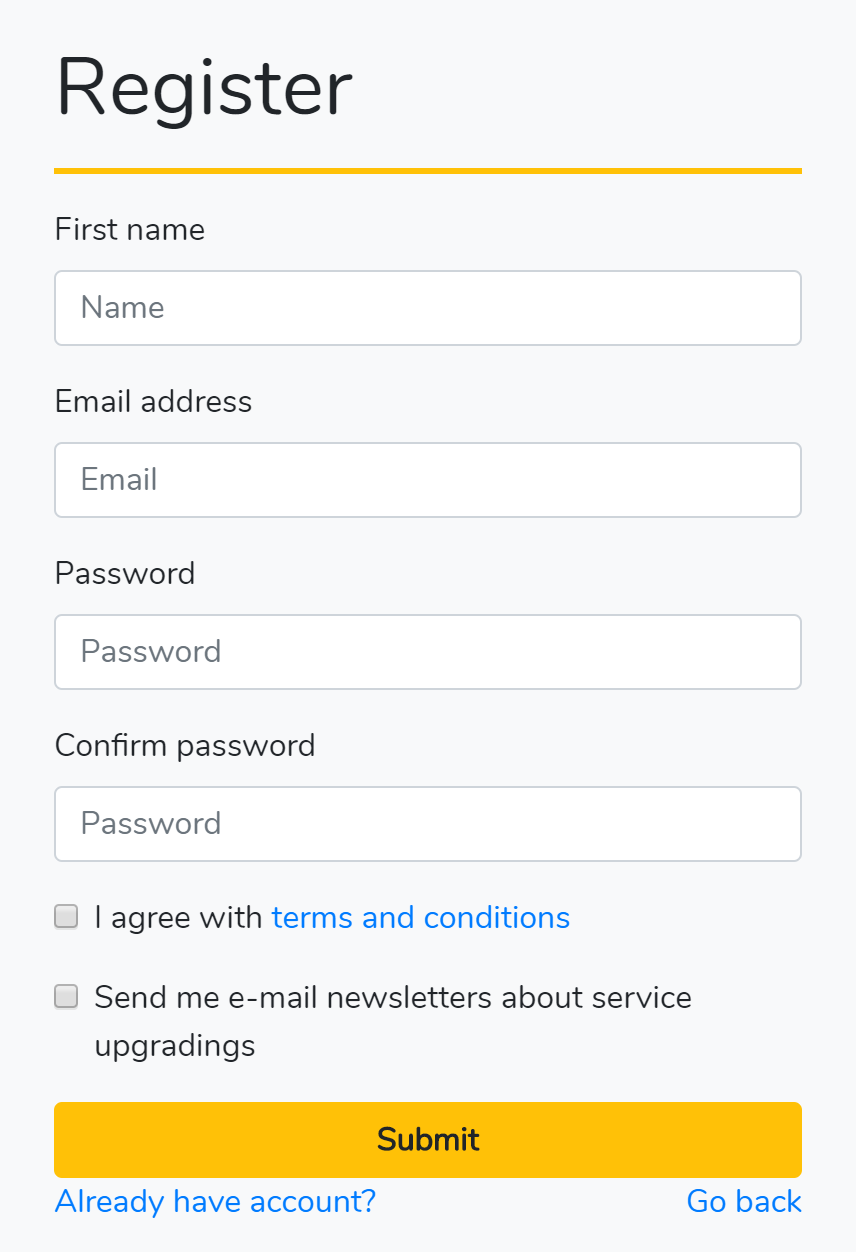 Register
First name
Name
Email address
Email
Password
Password
Confirm password
Password
I agree with terms and conditions
Send me e-mail newsletters about service
upgradings
Submit
Already have account? Go back